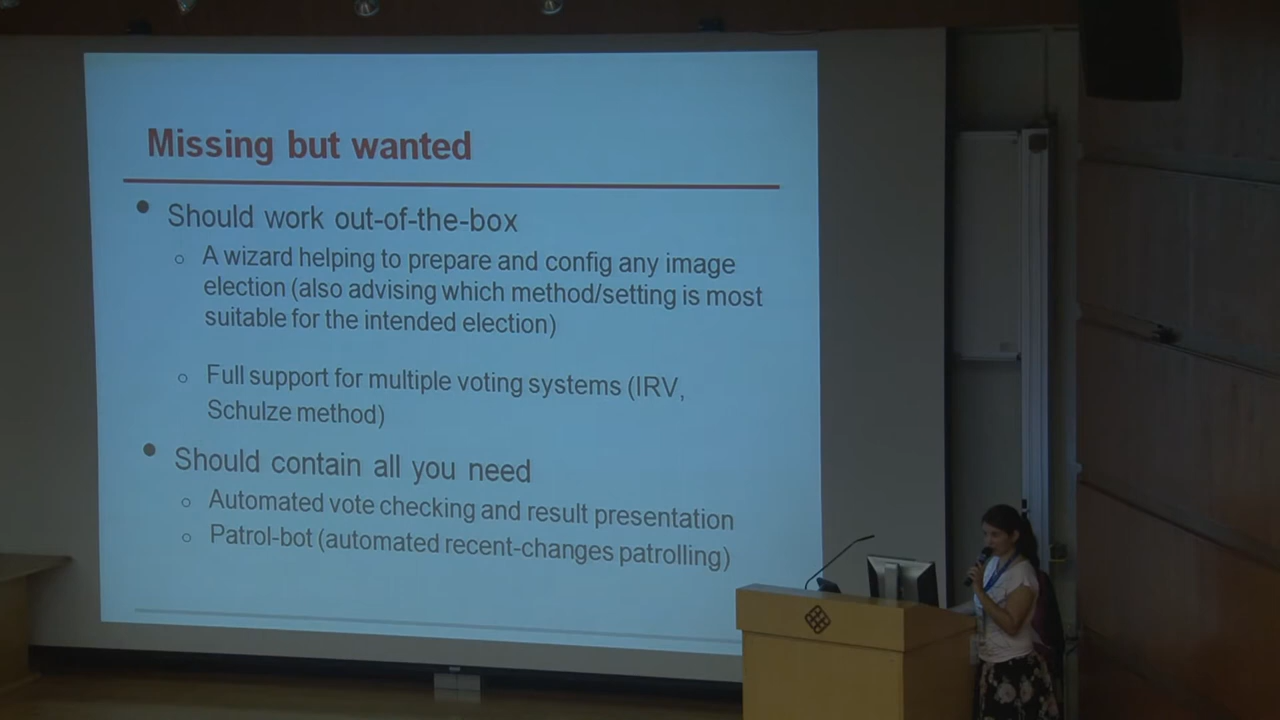 Missing but wanted
• Should work out-of-the-box
○ A wizard helping to prepare and config any image
election (also advising which method/setting is most
suitable for the intended election)
○ Full support for multiple voting systems (IRV,
Schulze method)
• Should contain all you need
○ Automated vote checking and result presentation
○ Patrol-bot (automated recent-changes patrolling)